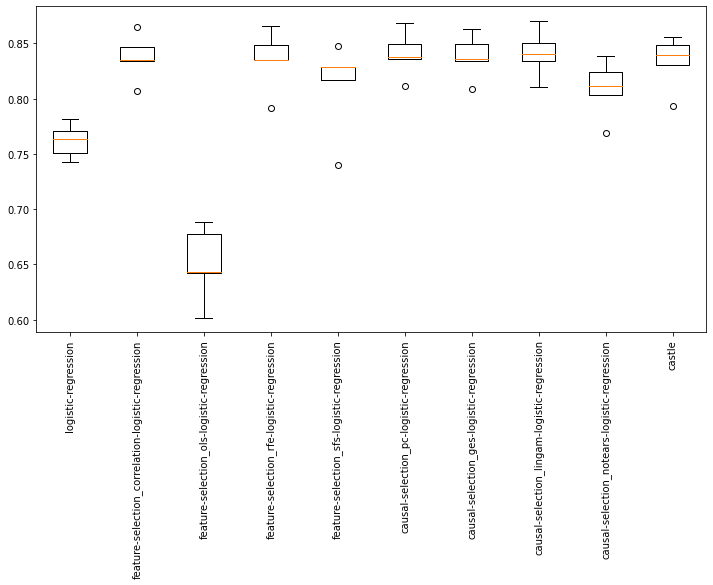 0.85
0.80
0.75
0.70
0.65
0.60
logistic-regression
feature-selection_correlation-logistic-regression
feature-selection_ols-logistic-regression
feature-selection_rfe-logistic-regression
feature-selection_sfs-logistic-regression
causal-selection_pc-logistic-regression
causal-selection_ges-logistic-regression
causal-selection_lingam-logistic-regression
causal-selection_notears-logistic-regression
castle